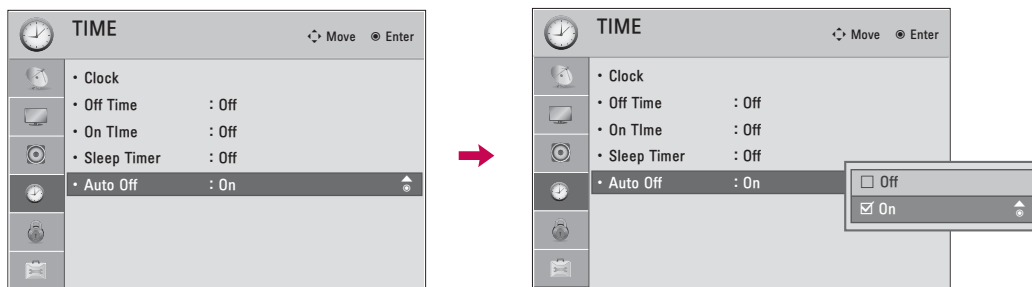 TIME
Move Enter
• Clock
• Off Time : Off
• On TIme : Off
• Sleep Timer : Off
• Auto Off : On
TIME
Move Enter
• Clock
• Off Time : Off
• On TIme : Off
• Sleep Timer : Off
• Auto Off : On
Off
On